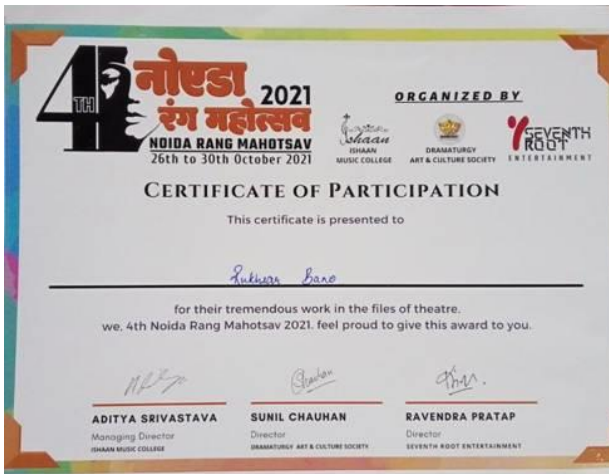 4TH
नोएडा 2021
रंग महोत्सव
NOIDA RANG MAHOTSAV
26th to 30th October 2021
ORGANIZED BY
Ishaan
ISHAAN
MUSIC COLLEGE
DRAMATURGY
ART & CULTURE SOCIETY
SEVENTH
ROOT
ENTERTAINMENT
CERTIFICATE OF PARTICIPATION
This certificate is presented to
Bano
for their tremendous work in the files of theatre.
we, 4th Noida Rang Mahotsav 2021. feel proud to give this award to you.
Chauhan
ADITYA SRIVASTAVA
Managing Director
ISHAAN MUSIC COLLEGE
SUNIL CHAUHAN
Director
DRAMATURGY ART & CULTURE SOCIETY
RAVENDRA PRATAP
Director
SEVENTH ROOT ENTERTAINMENT